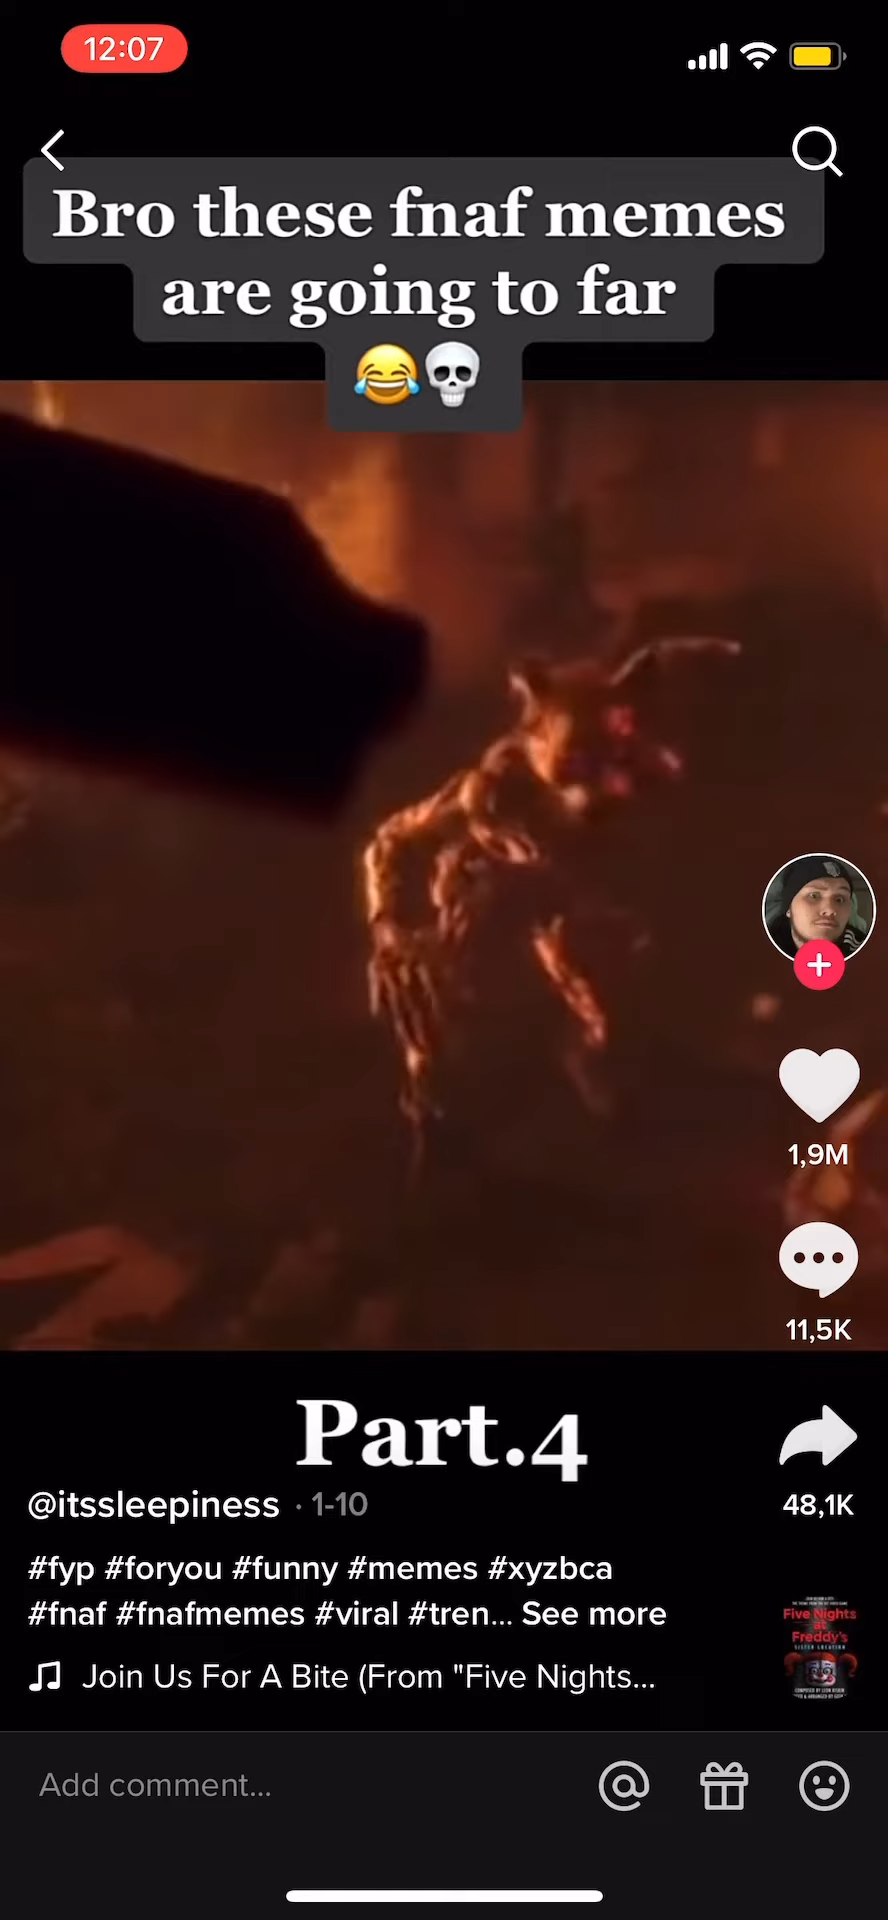 12:07
Bro these fnaf memes
are going to far
😂💀
1,9M
11,5K
Part.4
48,1K
@itssleepiness · 1-10
#fyp #foryou #funny #memes #xyzbca
#fnaf #fnafmemes #viral #tren... See more
Five Nights
at
Freddy's
SISTER LOCATION
Join Us For A Bite (From "Five Nights...
Add comment...